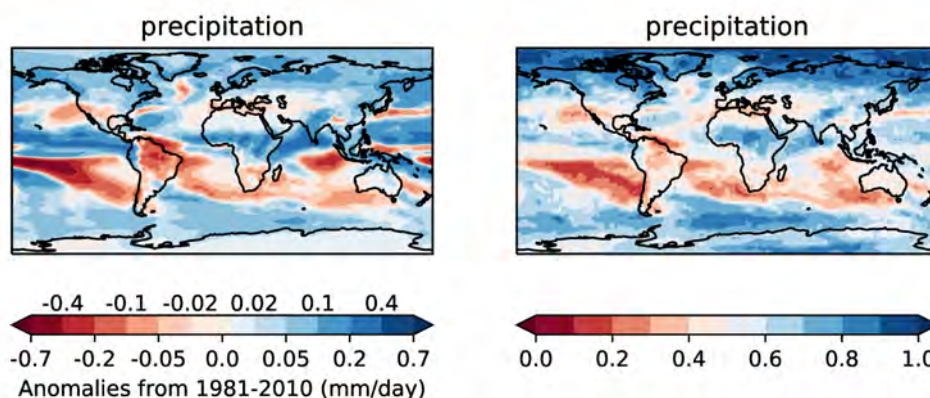 precipitation
precipitation
-0.4 -0.1 -0.02 0.02 0.1 0.4
-0.7 -0.2 -0.05 0.0 0.05 0.2 0.7
Anomalies from 1981-2010 (mm/day)
0.0 0.2 0.4 0.6 0.8 1.0